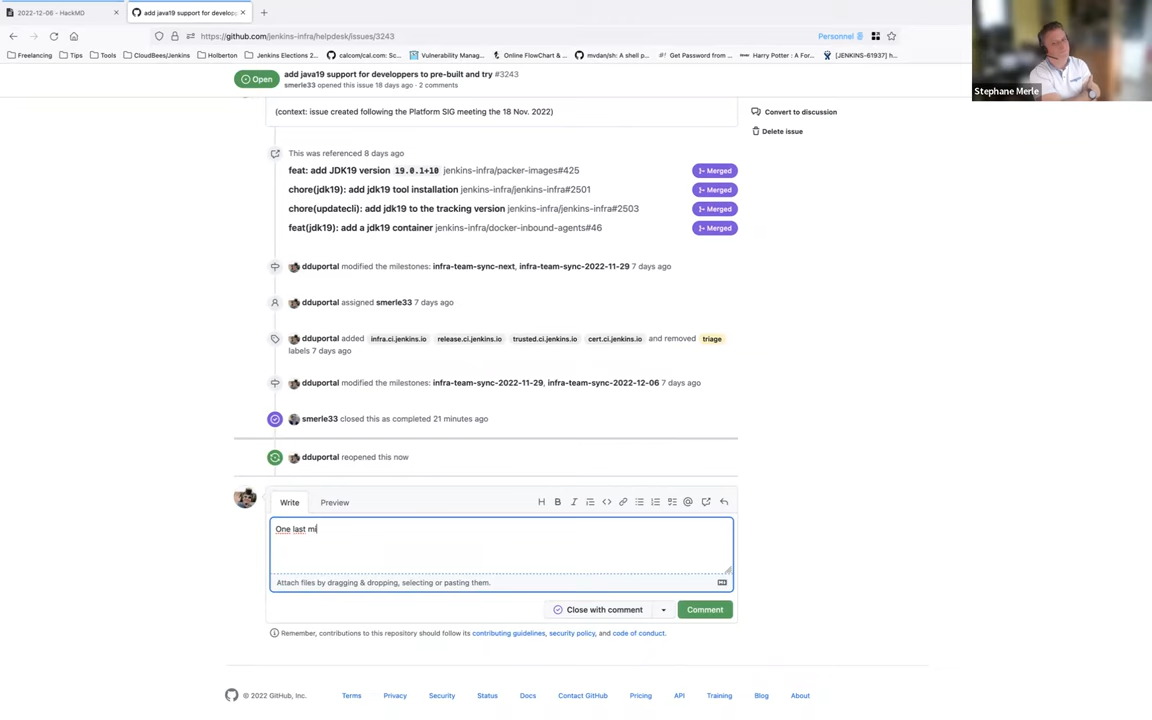 2022-12-06 - HackMD
add java19 support for develop
https://github.com/jenkins-infra/helpdesk/issues/3243
Personnel
Freelancing Tips Tools CloudBees/Jenkins Holberton Jenkins Elections 2... calcom/cal.com: Sc... Vulnerability Manag... Online FlowChart &... mvdan/sh: A shell p... Get Password from ... Harry Potter : A For... [JENKINS-61937] h...
Open
add java19 support for developpers to pre-built and try #3243
smerle33 opened this issue 18 days ago · 2 comments
Stephane Merle
(context: issue created following the Platform SIG meeting the 18 Nov. 2022)
Convert to discussion
Delete issue
This was referenced 8 days ago
feat: add JDK19 version 19.0.1+10 jenkins-infra/packer-images#425 Merged
chore(jdk19): add jdk19 tool installation jenkins-infra/jenkins-infra#2501 Merged
chore(updatecli): add jdk19 to the tracking version jenkins-infra/jenkins-infra#2503 Merged
feat(jdk19): add a jdk19 container jenkins-infra/docker-inbound-agents#46 Merged
dduportal modified the milestones: infra-team-sync-next, infra-team-sync-2022-11-29 7 days ago
dduportal assigned smerle33 7 days ago
dduportal added infra.ci.jenkins.io release.ci.jenkins.io trusted.ci.jenkins.io cert.ci.jenkins.io and removed triage
labels 7 days ago
dduportal modified the milestones: infra-team-sync-2022-11-29, infra-team-sync-2022-12-06 7 days ago
smerle33 closed this as completed 21 minutes ago
dduportal reopened this now
Write Preview
One last mi
Attach files by dragging & dropping, selecting or pasting them.
Close with comment Comment
Remember, contributions to this repository should follow its contributing guidelines, security policy, and code of conduct.
© 2022 GitHub, Inc. Terms Privacy Security Status Docs Contact GitHub Pricing API Training Blog About